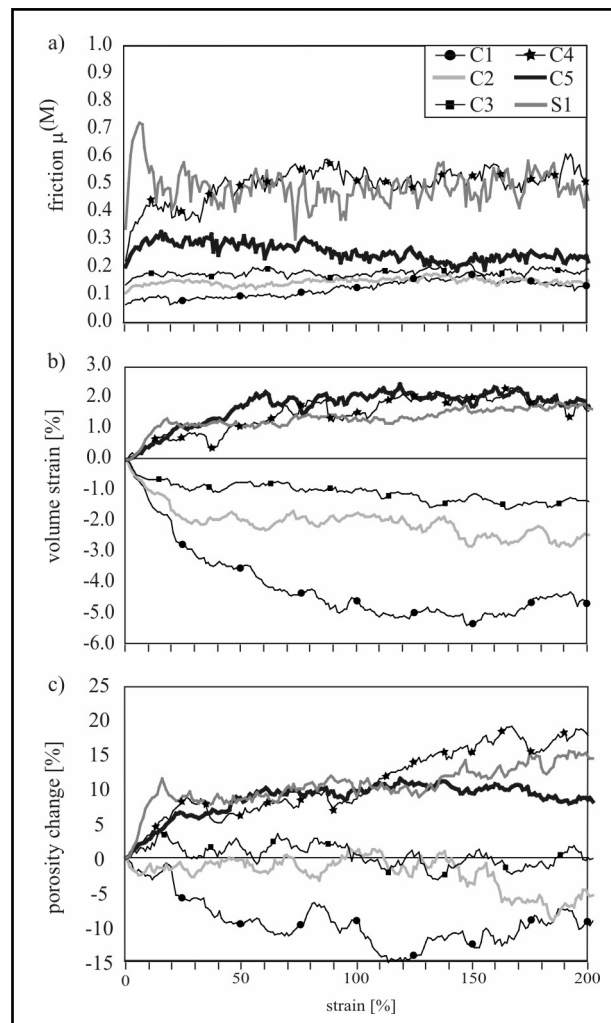 a)
1.0
0.9
0.8
0.7
0.6
0.5
0.4
0.3
0.2
0.1
0.0
friction μ(M)
C1 C4
C2 C5
C3 S1
b)
3.0
2.0
1.0
0.0
-1.0
-2.0
-3.0
-4.0
-5.0
-6.0
volume strain [%]
c)
25
20
15
10
5
0
-5
-10
-15
porosity change [%]
0 50 100 150 200
strain [%]